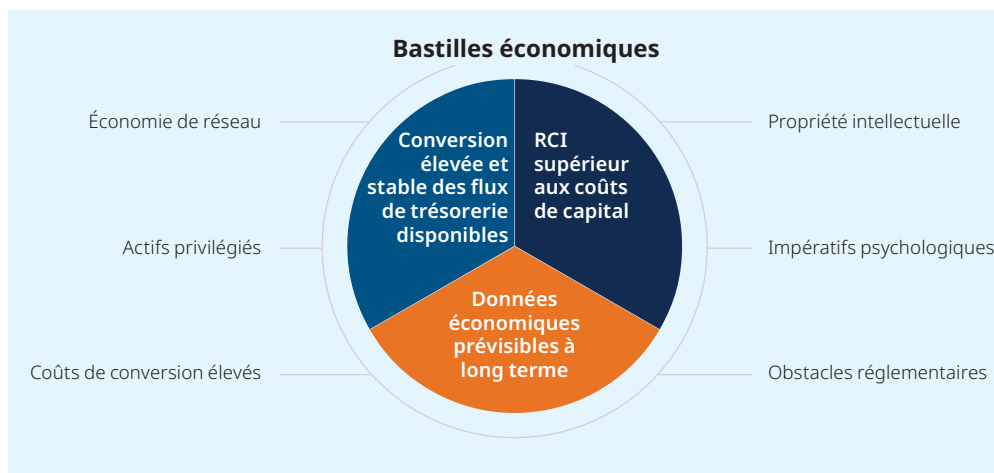 Bastilles économiques
Économie de réseau
Actifs privilégiés
Coûts de conversion élevés
Conversion
élevée et
stable des flux
de trésorerie
disponibles
RCI
supérieur
aux coûts
de capital
Données
économiques
prévisibles à
long terme
Propriété intellectuelle
Impératifs psychologiques
Obstacles réglementaires